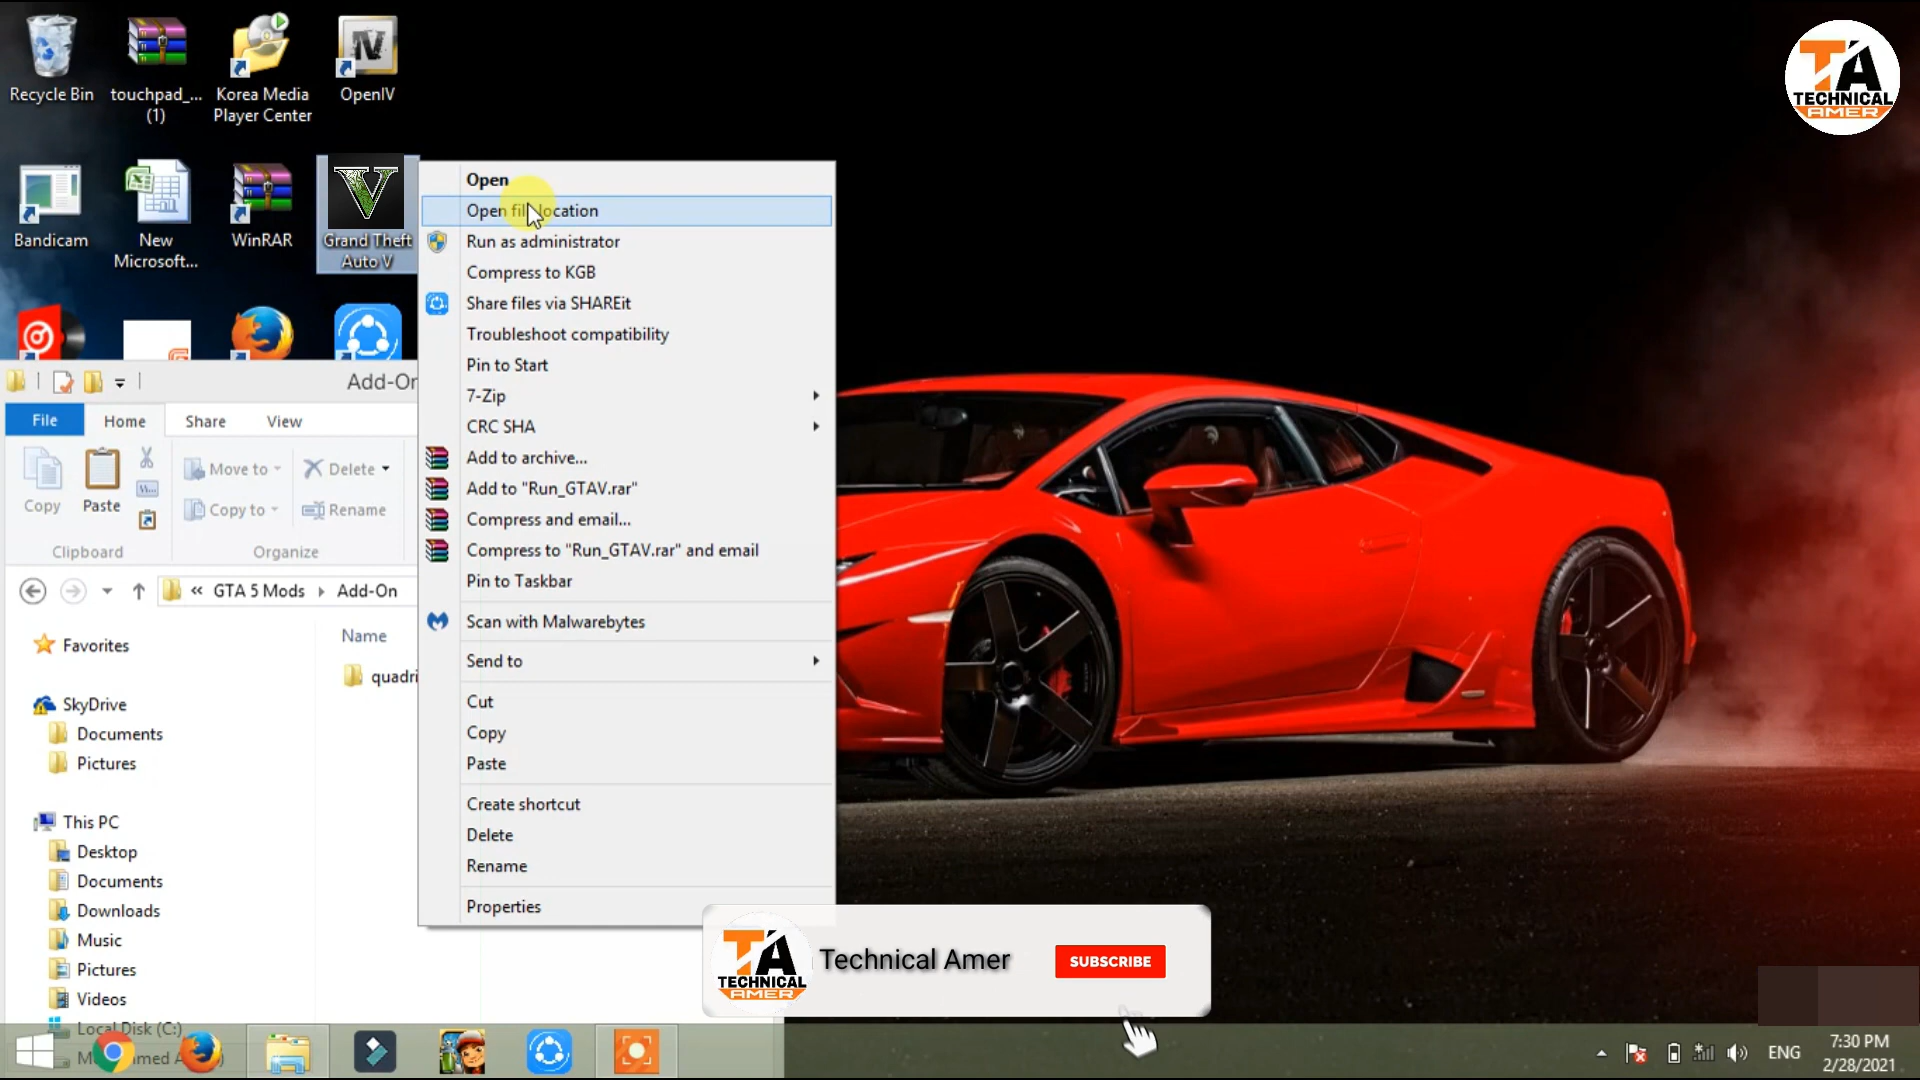 Recycle Bin
touchpad_...
(1)
Korea Media
Player Center
OpenIV
TA
TECHNICAL
AMER
Bandicam
New
Microsoft...
WinRAR
Grand Theft
Auto V
Open
Open file location
Run as administrator
Compress to KGB
Share files via SHAREit
Troubleshoot compatibility
Pin to Start
7-Zip
CRC SHA
Add to archive...
Add to "Run_GTAV.rar"
Compress and email...
Compress to "Run_GTAV.rar" and email
Pin to Taskbar
Scan with Malwarebytes
Send to
Cut
Copy
Paste
Create shortcut
Delete
Rename
Properties
Add-On
File
Home
Share
View
Copy
Paste
Move to
Copy to
Delete
Rename
Clipboard
Organize
« GTA 5 Mods
Add-On
Name
quadri
Favorites
SkyDrive
Documents
Pictures
This PC
Desktop
Documents
Downloads
Music
Pictures
Videos
Local Disk (C:)
TA
TECHNICAL
AMER
Technical Amer
SUBSCRIBE
ENG
7:30 PM
2/28/2021